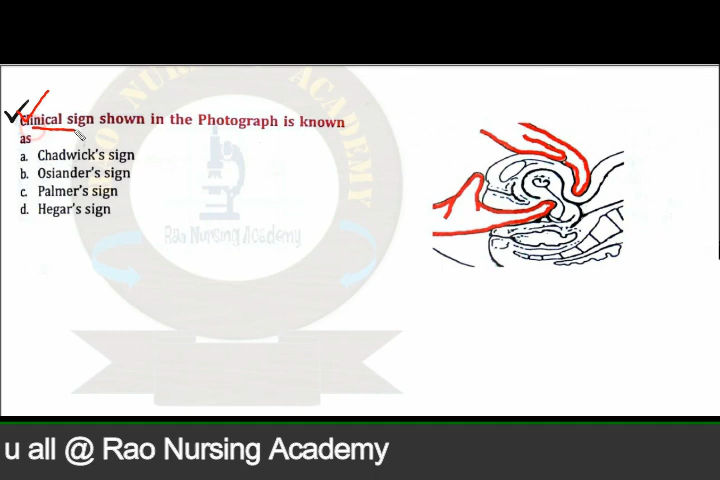 Clinical sign shown in the Photograph is known
as
a. Chadwick's sign
b. Osiander's sign
c. Palmer's sign
d. Hegar's sign
Rao Nursing Academy
u all @ Rao Nursing Academy